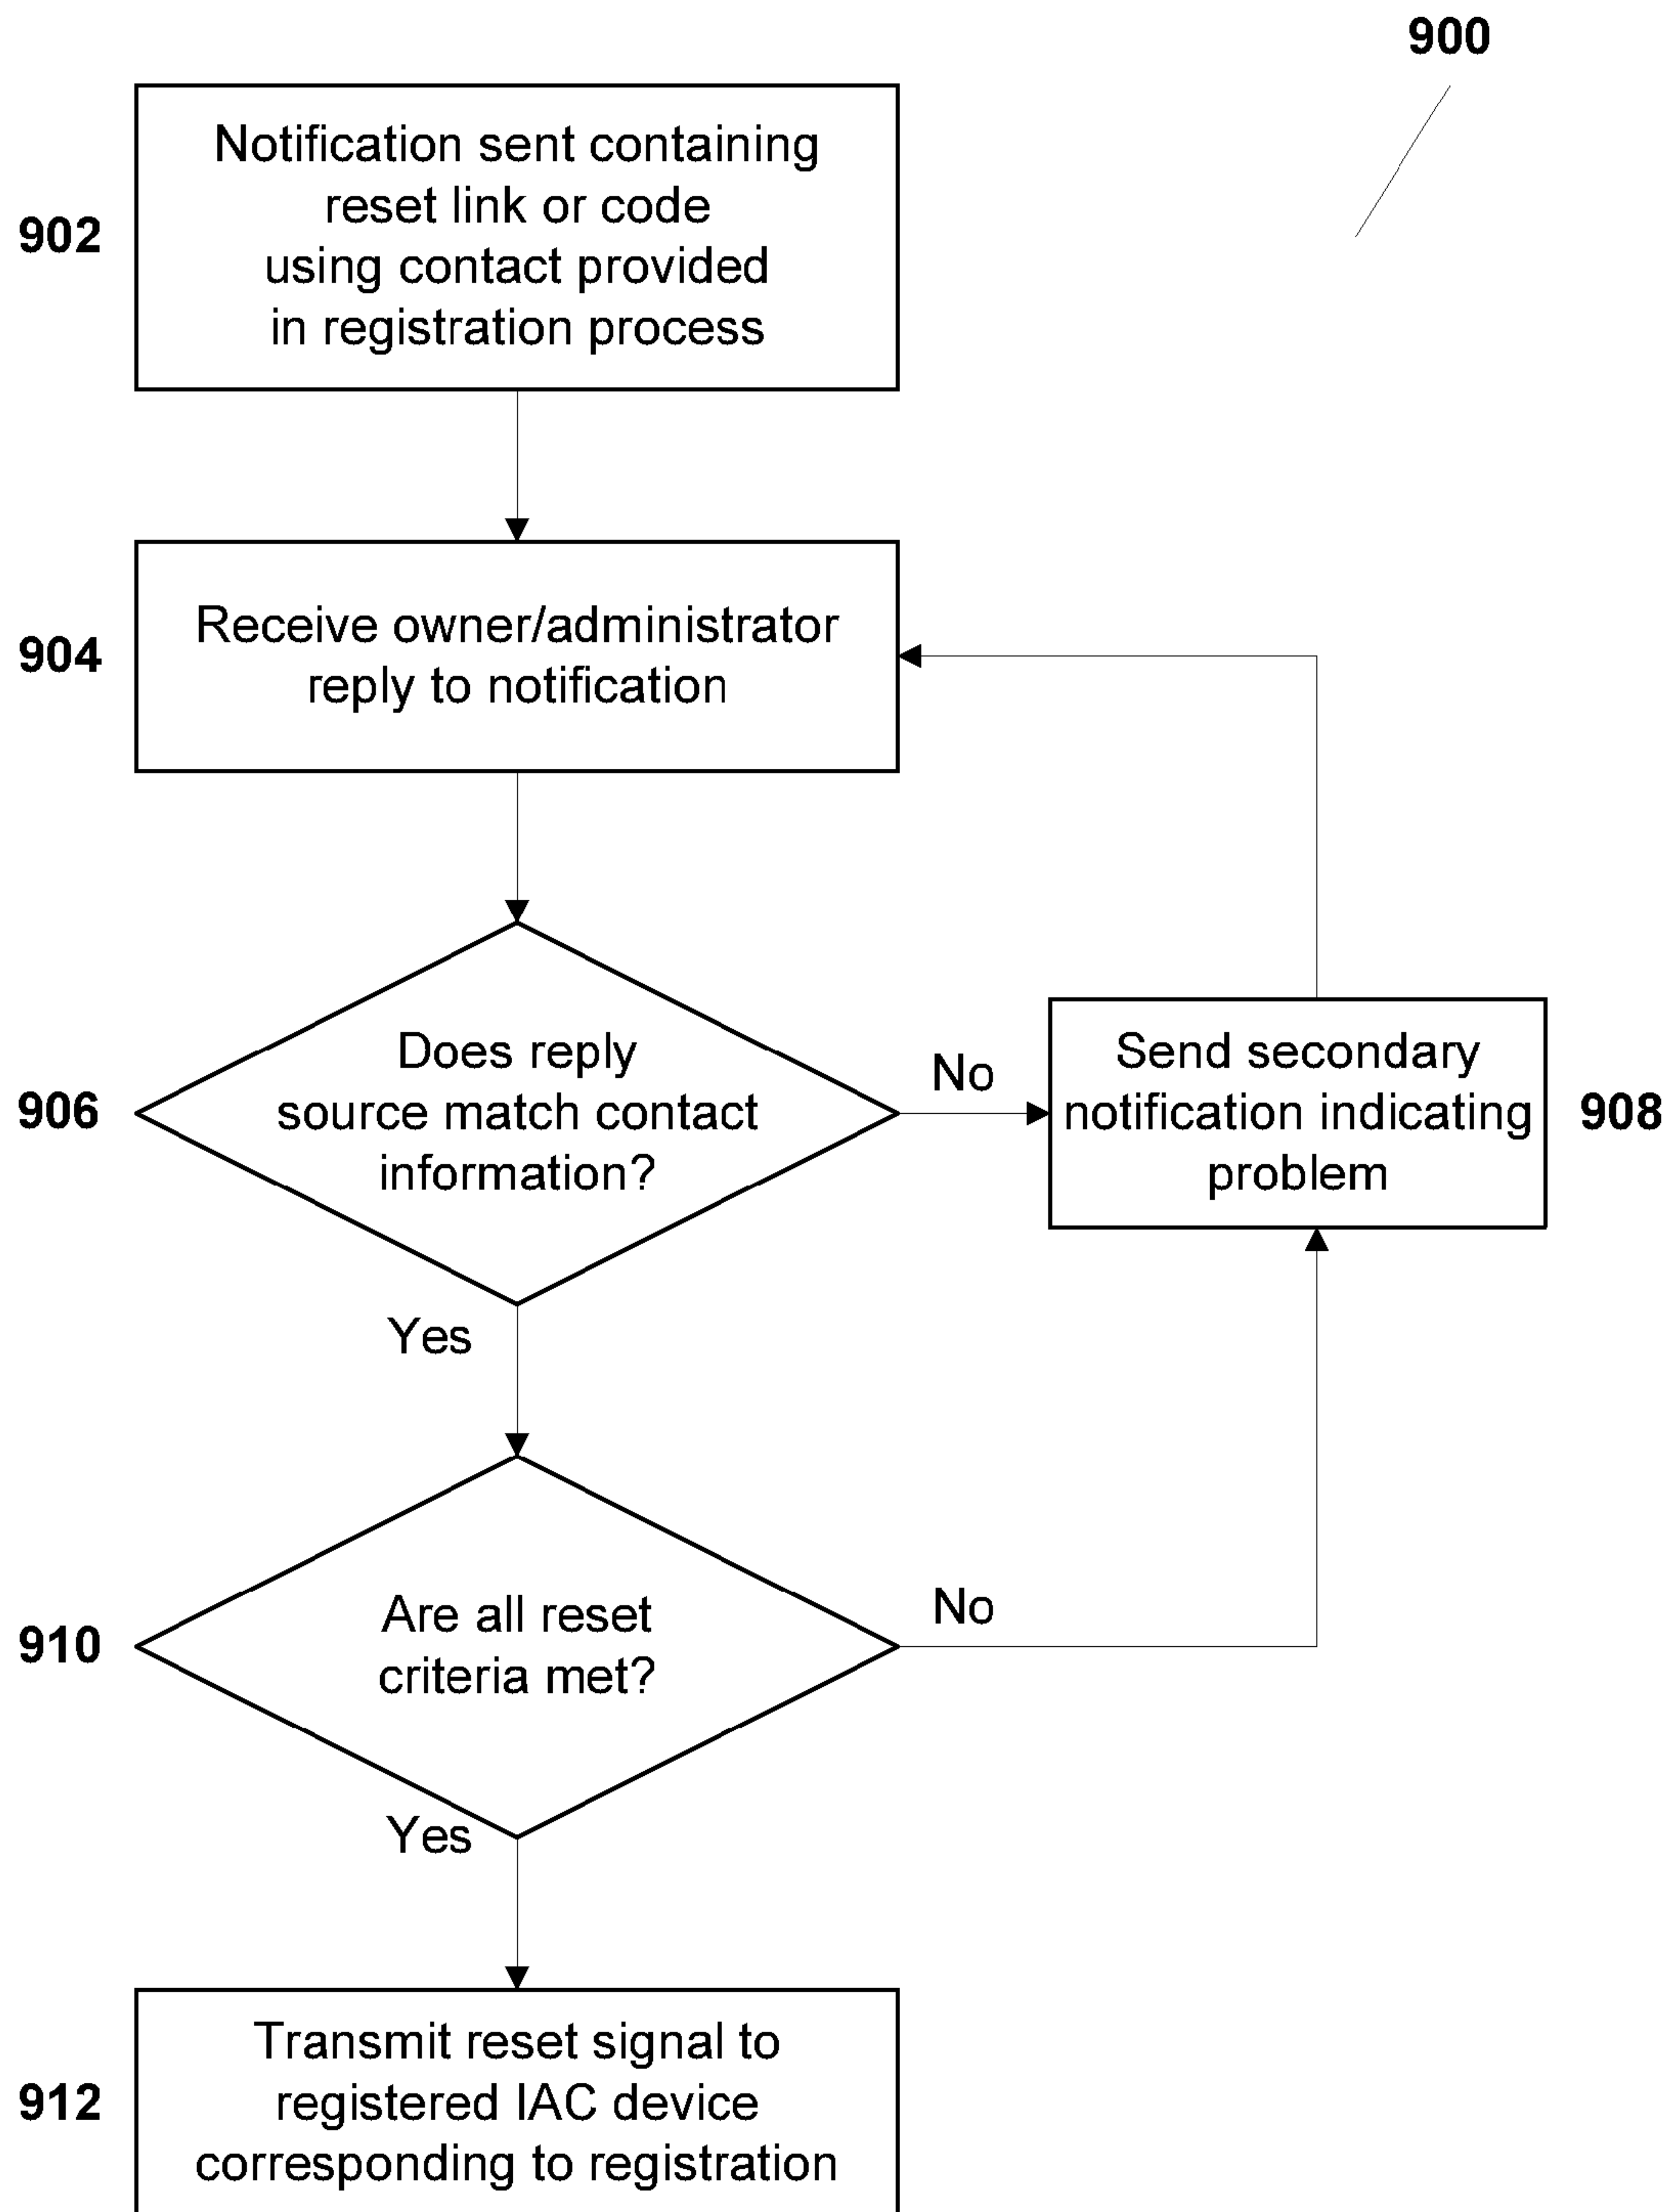 900
902
Notification sent containing
reset link or code
using contact provided
in registration process
904
Receive owner/administrator
reply to notification
906
Does reply
source match contact
information?
No
Send secondary
notification indicating
problem
908
Yes
910
Are all reset
criteria met?
No
Yes
912
Transmit reset signal to
registered IAC device
corresponding to registration